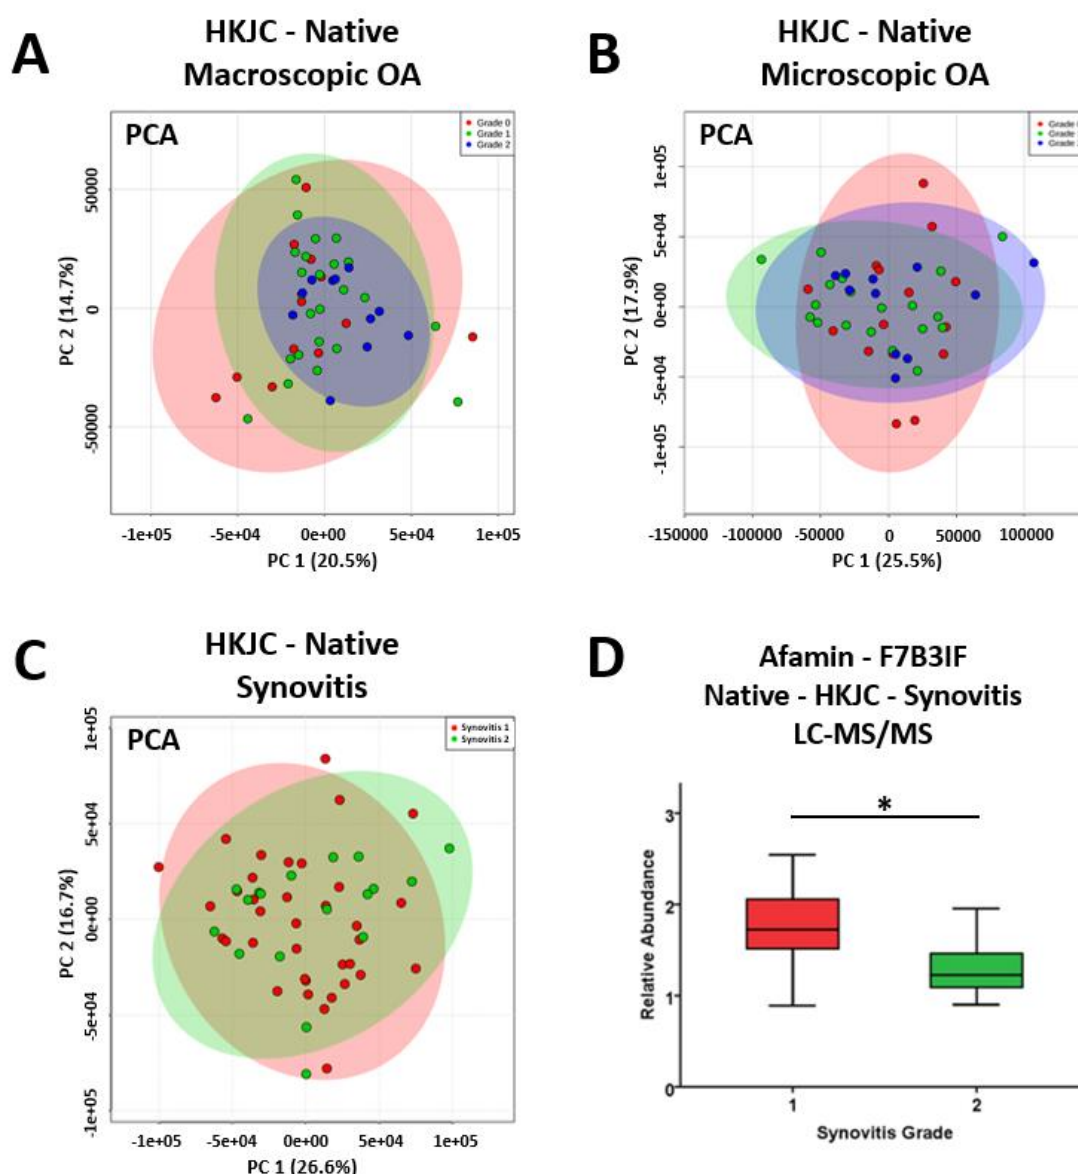 A
HKJC - Native
Macroscopic OA
PCA
Grade 0
Grade 1
Grade 2
50000
0
-50000
PC 2 (14.7%)
-1e+05
-5e+04
0e+00
5e+04
1e+05
PC 1 (20.5%)
B
HKJC - Native
Microscopic OA
PCA
Grade
Grade
Grade
1e+05
5e+04
0e+00
-5e+04
-1e+05
PC 2 (17.9%)
-150000
-100000
-50000
0
50000
100000
PC 1 (25.5%)
C
HKJC - Native
Synovitis
PCA
Synovitis 1
Synovitis 2
1e+05
5e+04
0e+00
-5e+04
-1e+05
PC 2 (16.7%)
-1e+05
-5e+04
0e+00
5e+04
1e+05
PC 1 (26.6%)
D
Afamin - F7B3IF
Native - HKJC - Synovitis
LC-MS/MS
*
3
2
1
0
Relative Abundance
1
2
Synovitis Grade